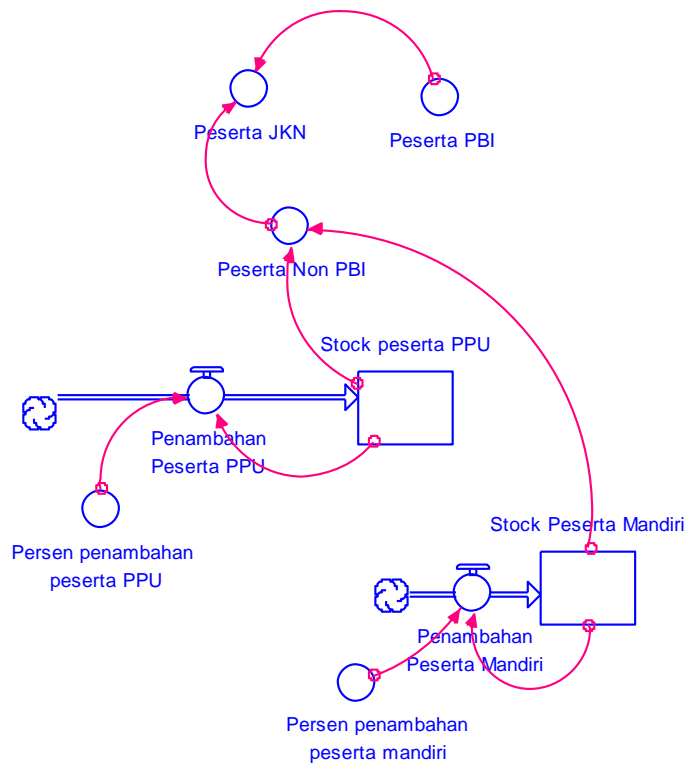 Peserta JKN
Peserta PBI
Peserta Non PBI
Stock peserta PPU
Penambahan
Peserta PPU
Persen penambahan
peserta PPU
Stock Peserta Mandiri
Penambahan
Peserta Mandiri
Persen penambahan
peserta mandiri